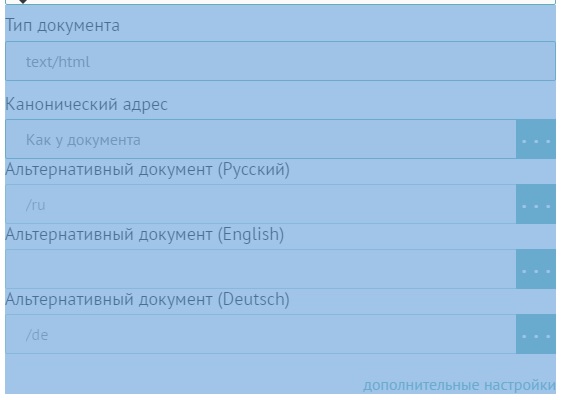 Тип документа
text/html
Канонический адрес
Как у документа
...
Альтернативный документ (Русский)
/ru
...
Альтернативный документ (English)
...
Альтернативный документ (Deutsch)
/de
...
дополнительные настройки